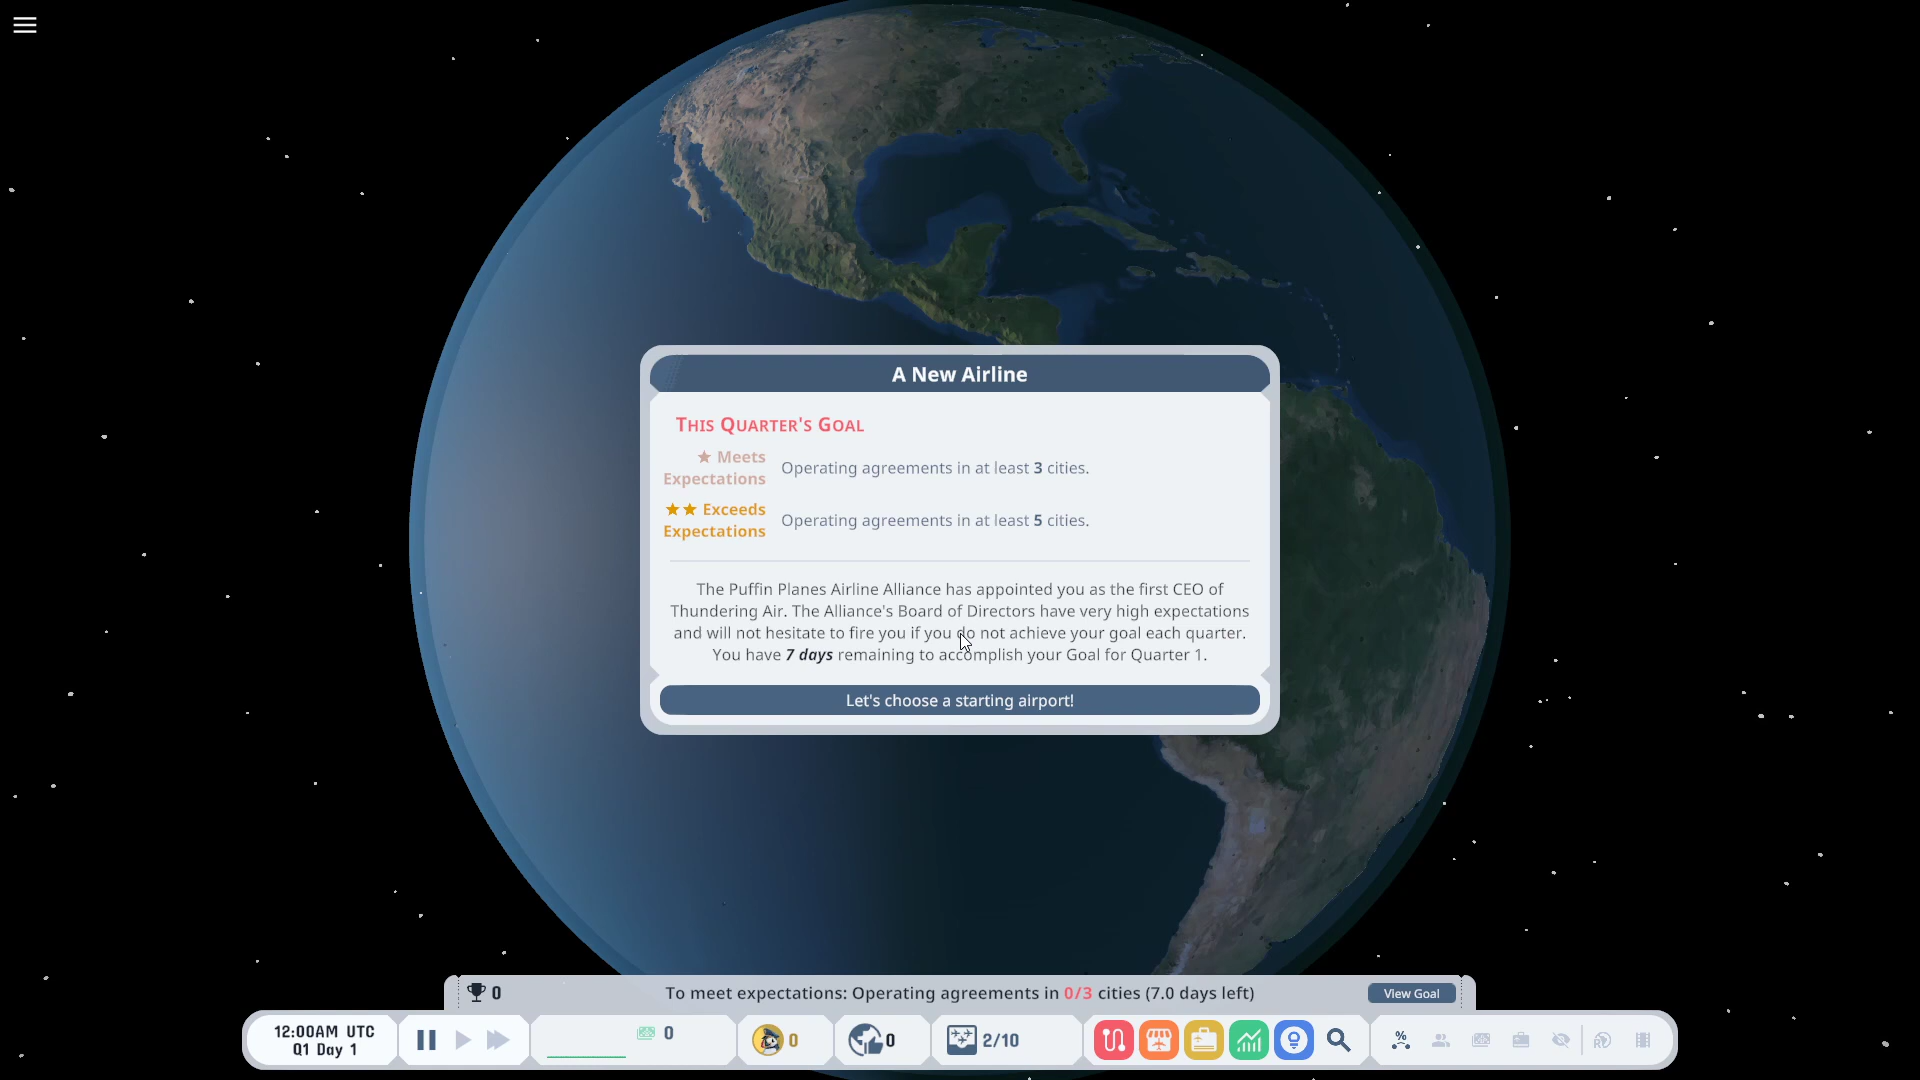 A New Airline
THIS QUARTER'S GOAL
★ Meets
Expectations
Operating agreements in at least 3 cities.
★★ Exceeds
Expectations
Operating agreements in at least 5 cities.
The Puffin Planes Airline Alliance has appointed you as the first CEO of
Thundering Air. The Alliance's Board of Directors have very high expectations
and will not hesitate to fire you if you do not achieve your goal each quarter.
You have 7 days remaining to accomplish your Goal for Quarter 1.
Let's choose a starting airport!
0
To meet expectations: Operating agreements in 0/3 cities (7.0 days left)
View Goal
12:00AM UTC
Q1 Day 1
0
0
0
2/10
%